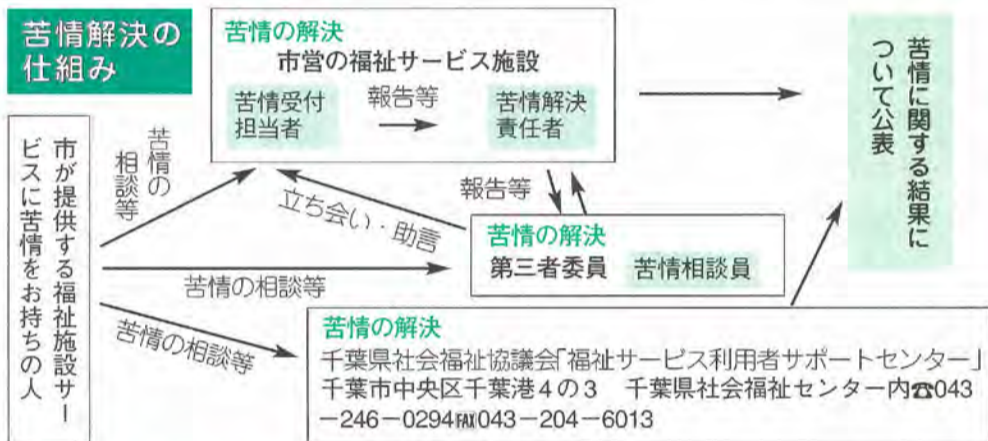 苦情解決の
仕組み
市が提供する福祉施設サー
ビスに苦情をお持ちの人
苦情の
相談等
苦情の解決
市営の福祉サービス施設
苦情受付
担当者
報告等
苦情解決
責任者
立ち会い・助言
報告等
苦情の相談等
苦情の解決
第三者委員 苦情相談員
苦情の相談等
苦情の解決
千葉県社会福祉協議会「福祉サービス利用者サポートセンター」
千葉市中央区千葉港4の3 千葉県社会福祉センター内☎043
－246－0294FAX043－204－6013
苦情に関する結果に
ついて公表